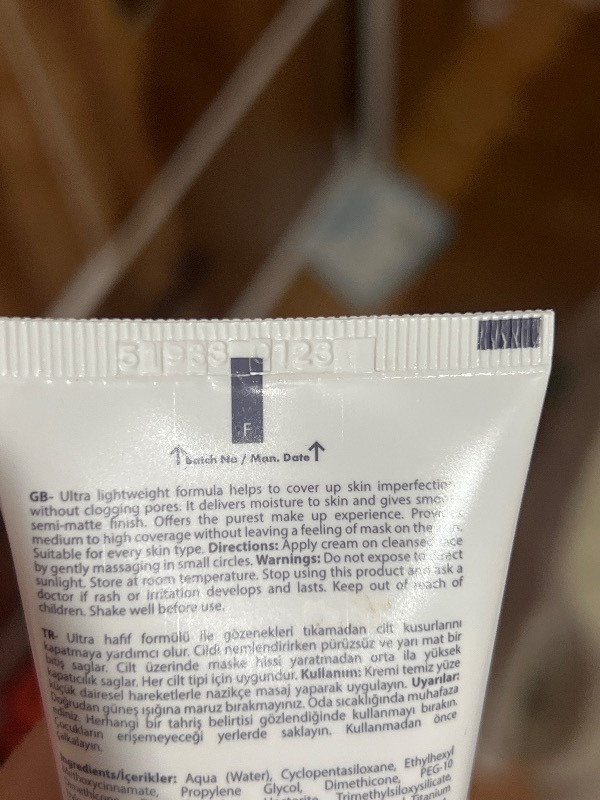 0123
F
Batch No / Man. Date
GB- Ultra lightweight formula helps to cover up skin
without clogging pores. It delivers moisture to skin and gives
semi-matte finish. Offers the purest make up experience.
medium to high coverage without leaving a feeling of mask on the
Suitable for every skin type. Directions: Apply cream on
by gently massaging in small circles. Warnings: Do not expose to
sunlight. Store at room temperature. Stop using this product and ask a
doctor if rash or irritation develops and lasts. Keep out of reach of
children. Shake well before use.
TR- Ultra hafif formülü ile gözenekleri tıkamadan cilt kusurlarını
kapatmaya yardımcı olur. Cildi nemlendirirken pürüzsüz ve yarı mat bir
bitiş sağlar. Cilt üzerinde maske hissi yaratmadan orta ila yüksek
kapatıcılık sağlar. Her cilt tipi için uygundur. Kullanım: Kremi temiz yüze
küçük dairesel hareketlerle nazikçe masaj yaparak uygulayın. Uyarılar:
Doğrudan güneş ışığına maruz bırakmayınız. Oda sıcaklığında muhafaza
ediniz. Herhangi bir tahriş belirtisi gözlendiğinde kullanmayı bırakın.
Çocukların erişemeyeceği yerlerde saklayın. Kullanmadan önce
çalkalayın.
Ingredients/İçerikler: Aqua (Water), Cyclopentasiloxane, Ethylhexyl
Methoxycinnamate, Propylene Glycol, Dimethicone, PEG-10
Dimethicone, Trimethylsiloxysilicate,
Titanium